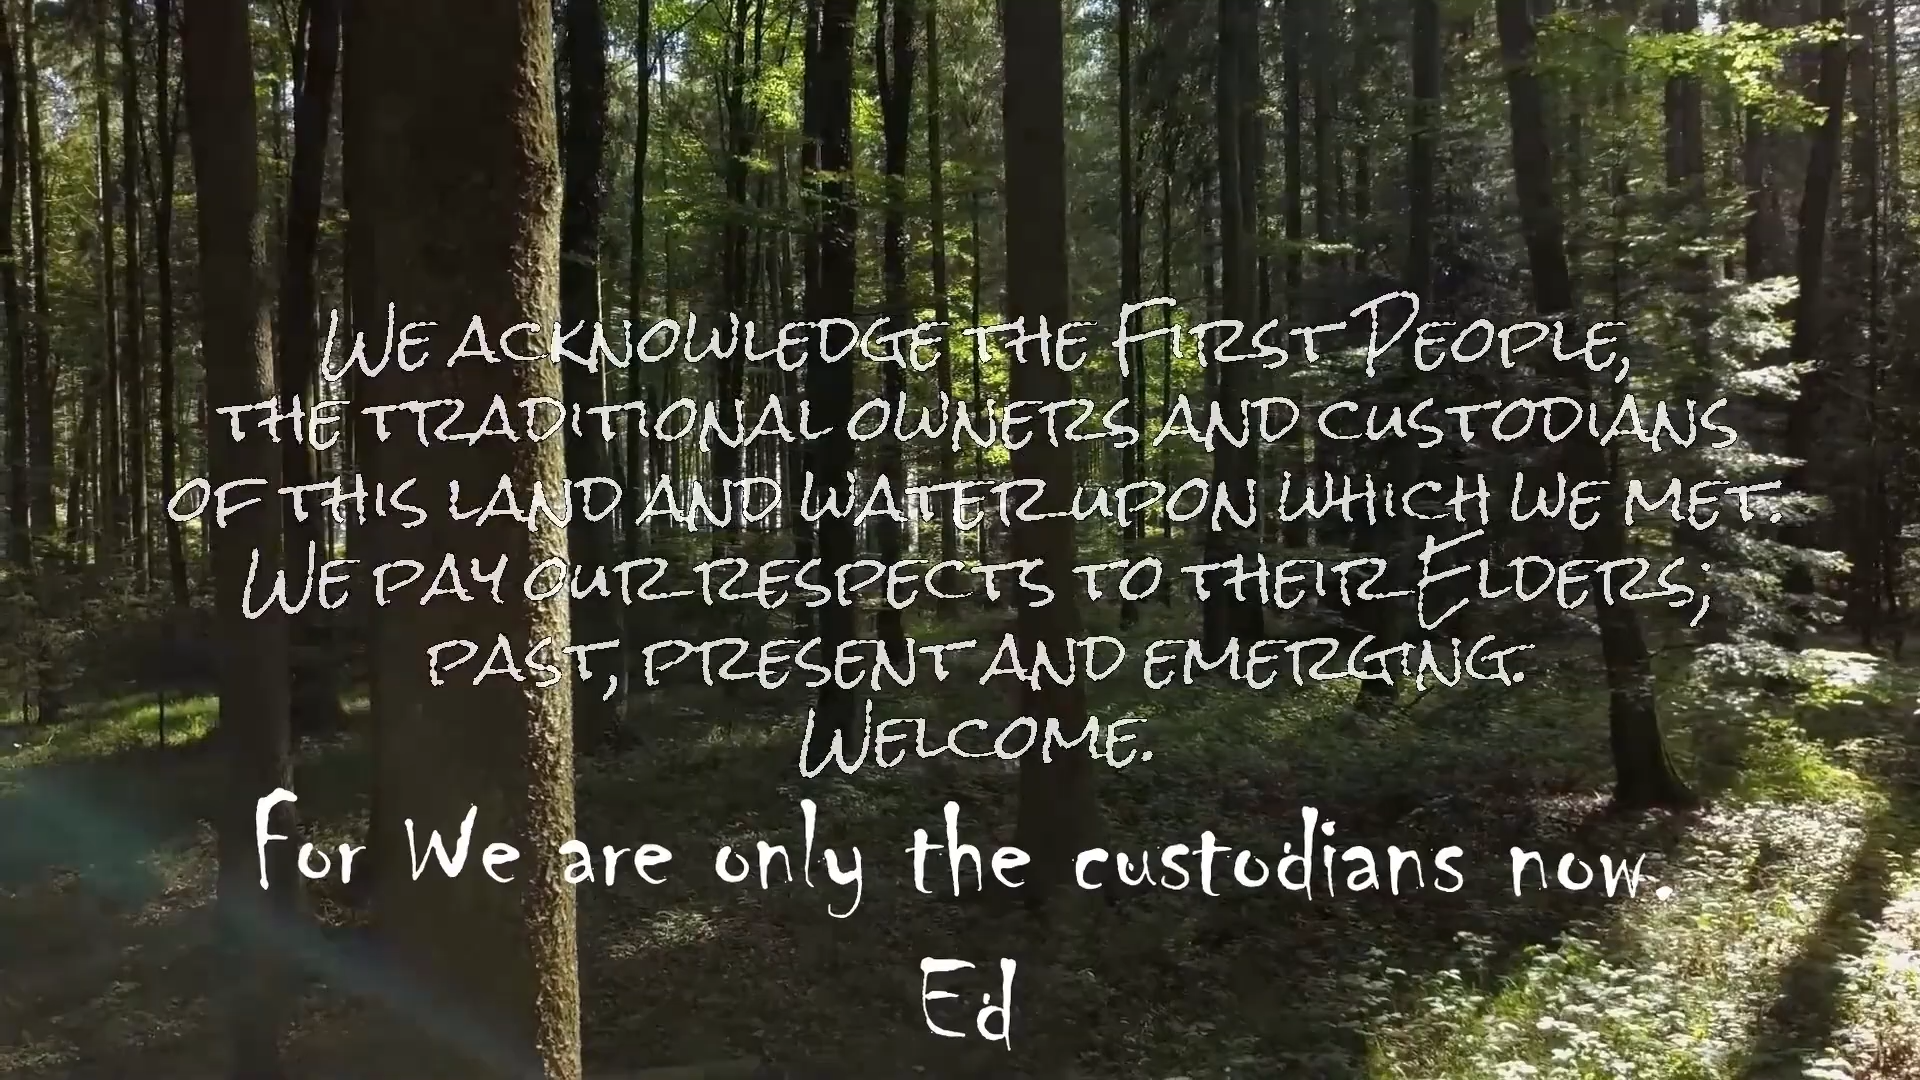 We acknowledge the First People,
the traditional owners and custodians
of this land and water upon which we met.
We pay our respects to their Elders;
past, present and emerging.
Welcome.
For We are only the custodians now.
Ed